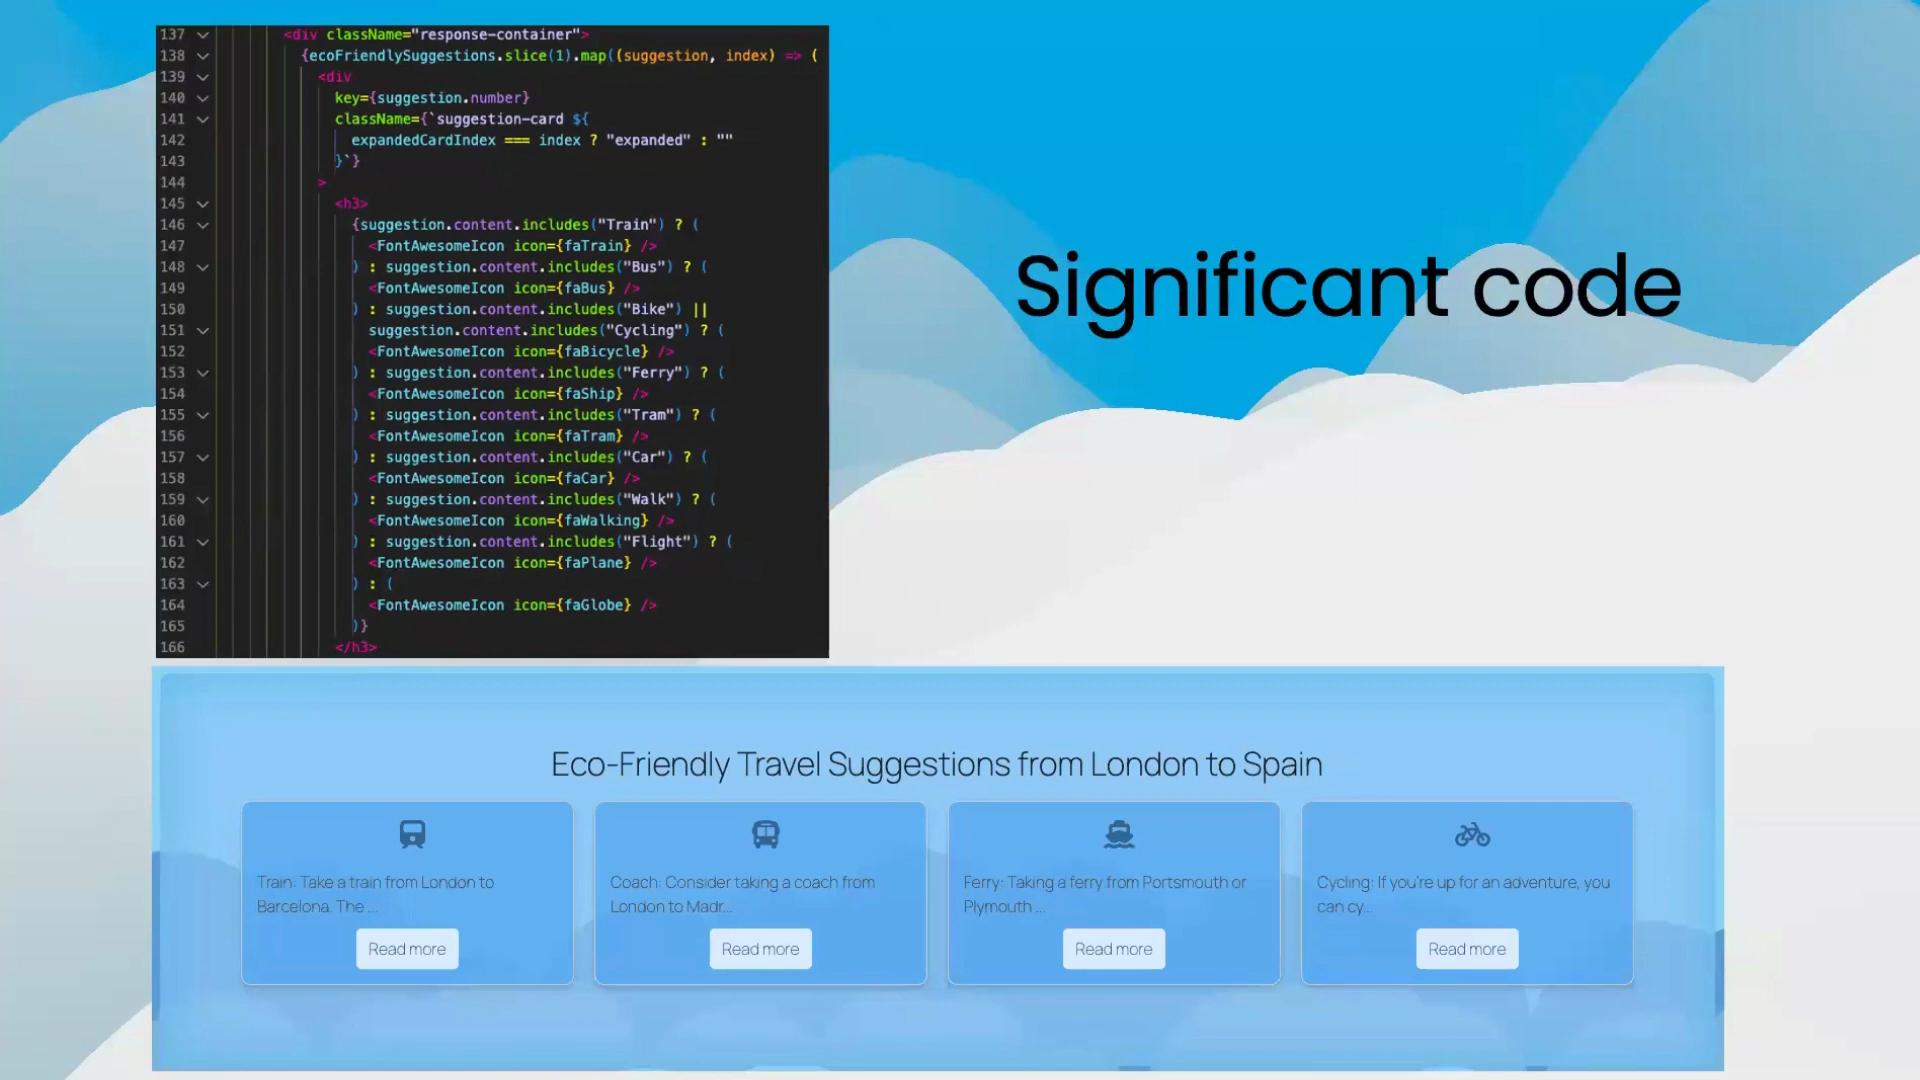 137 <div className="response-container">
138 {ecoFriendlySuggestions.slice(1).map((suggestion, index) => (
139 <div
140 key={suggestion.number}
141 className={`suggestion-card ${
142 expandedCardIndex === index ? "expanded" : ""
143 }`}
144 >
145 <h3>
146 {suggestion.content.includes("Train") ? (
147 <FontAwesomeIcon icon={faTrain} />
148 ) : suggestion.content.includes("Bus") ? (
149 <FontAwesomeIcon icon={faBus} />
150 ) : suggestion.content.includes("Bike") ||
151 suggestion.content.includes("Cycling") ? (
152 <FontAwesomeIcon icon={faBicycle} />
153 ) : suggestion.content.includes("Ferry") ? (
154 <FontAwesomeIcon icon={faShip} />
155 ) : suggestion.content.includes("Tram") ? (
156 <FontAwesomeIcon icon={faTram} />
157 ) : suggestion.content.includes("Car") ? (
158 <FontAwesomeIcon icon={faCar} />
159 ) : suggestion.content.includes("Walk") ? (
160 <FontAwesomeIcon icon={faWalking} />
161 ) : suggestion.content.includes("Flight") ? (
162 <FontAwesomeIcon icon={faPlane} />
163 ) : (
164 <FontAwesomeIcon icon={faGlobe} />
165 )}
166 </h3>
Significant code
Eco-Friendly Travel Suggestions from London to Spain
Train: Take a train from London to
Barcelona. The ...
Read more
Coach: Consider taking a coach from
London to Madr...
Read more
Ferry: Taking a ferry from Portsmouth or
Plymouth ...
Read more
Cycling: If you're up for an adventure, you
can cy...
Read more